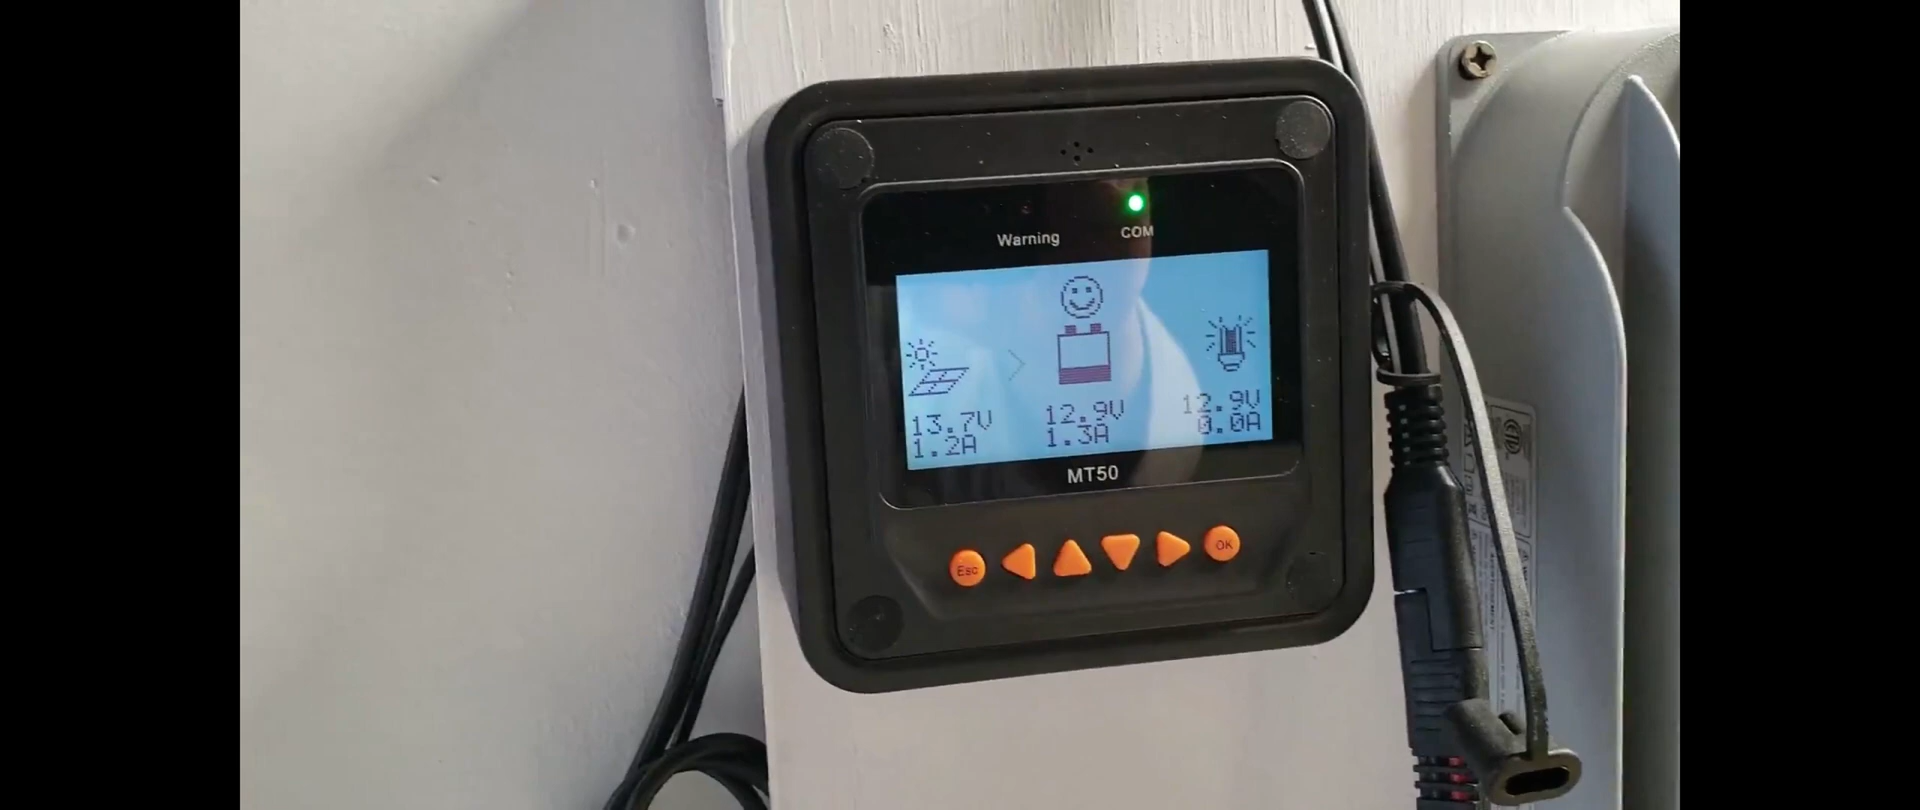 Warning COM
13.7V 12.9V 12.9V
1.2A 1.3A 0.0A
MT50
Esc OK